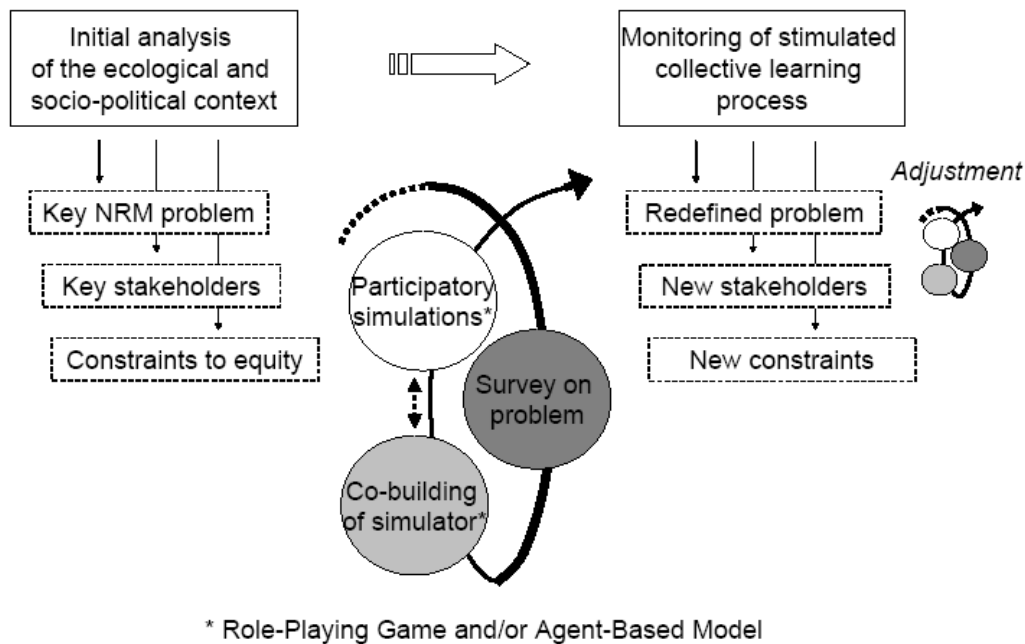 Initial analysis
of the ecological and
socio-political context
Monitoring of stimulated
collective learning
process
Key NRM problem
Key stakeholders
Constraints to equity
Participatory
simulations*
Survey on
problem
Co-building
of simulator*
Redefined problem
New stakeholders
New constraints
Adjustment
* Role-Playing Game and/or Agent-Based Model